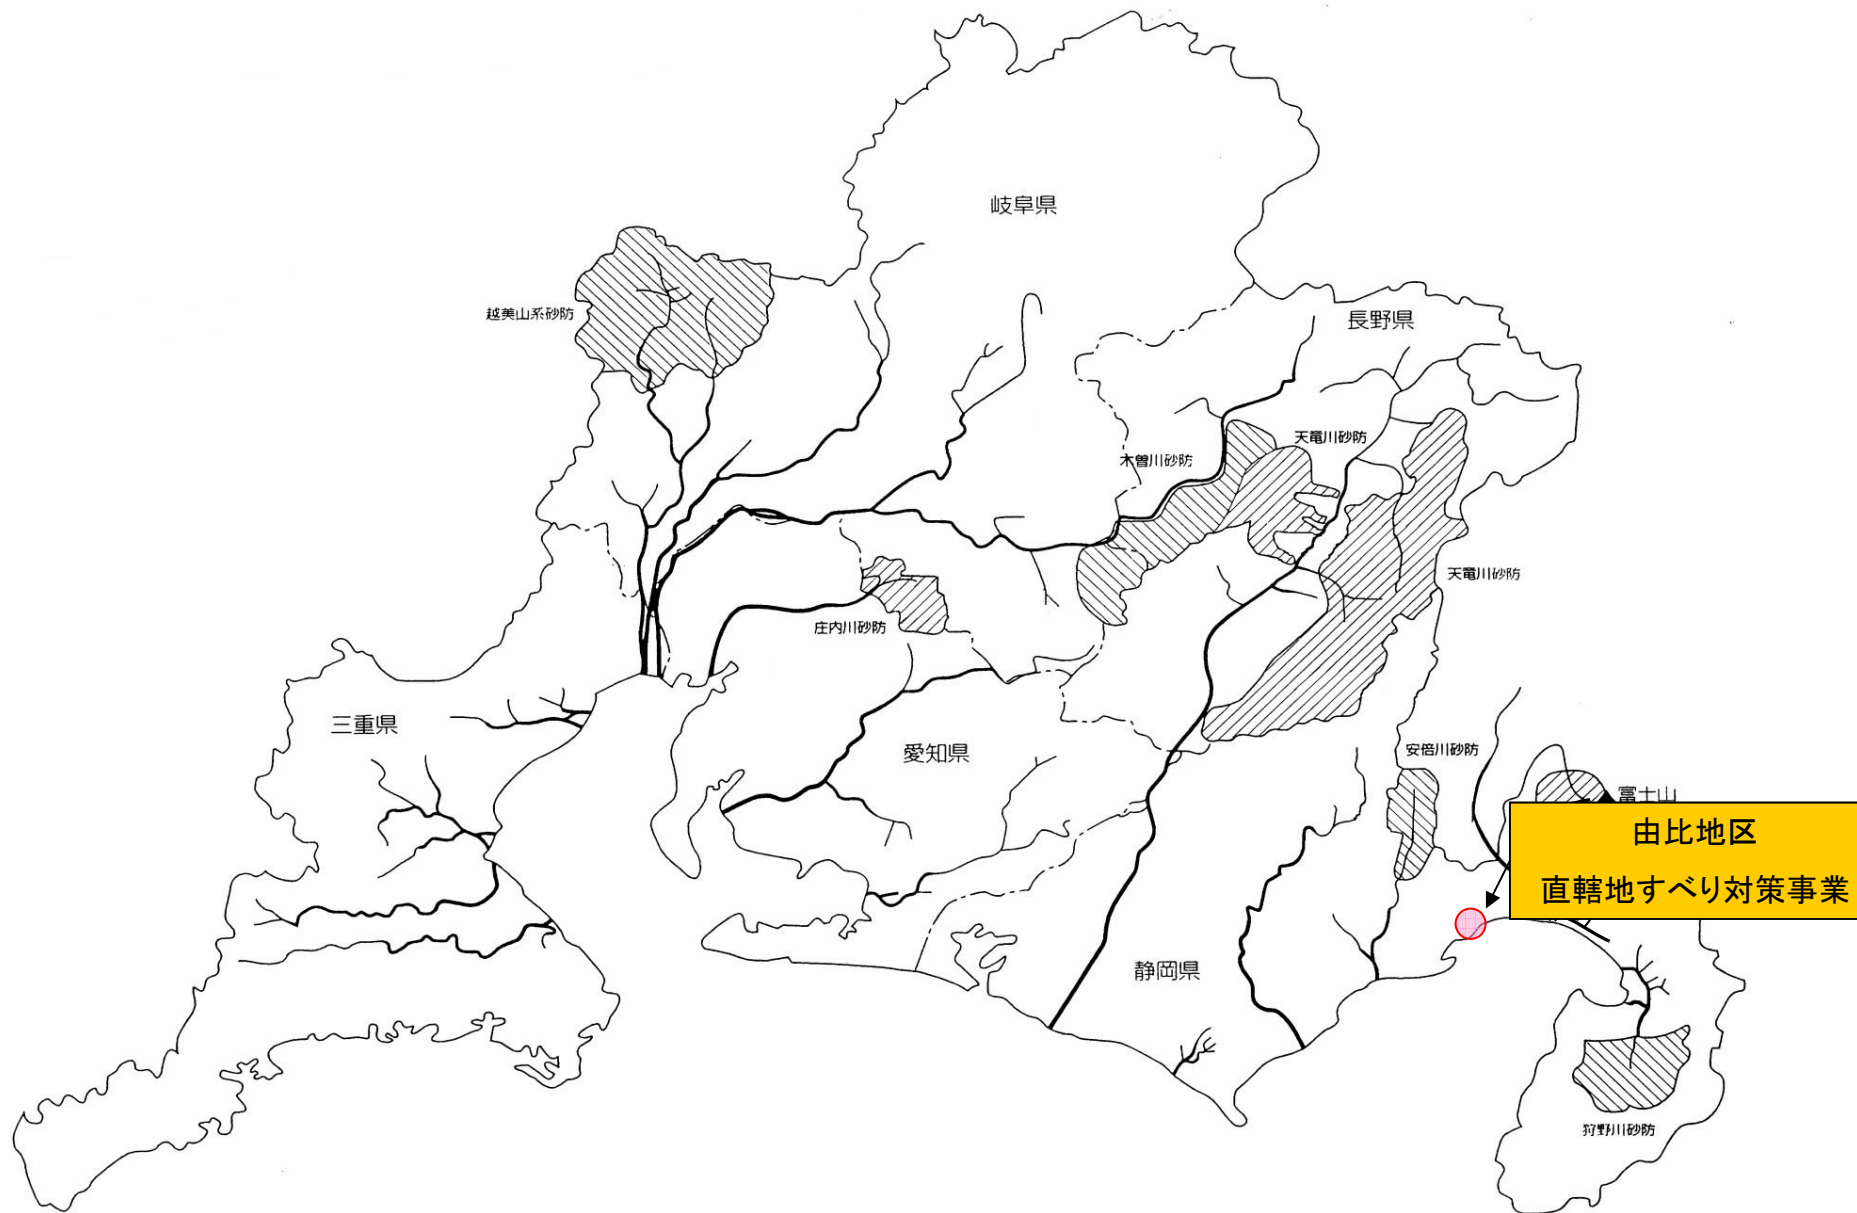 岐阜県
越美山系砂防
長野県
天竜川砂防
木曽川砂防
天竜川砂防
庄内川砂防
三重県
愛知県
安倍川砂防
富士山
由比地区
直轄地すべり対策事業
静岡県
狩野川砂防